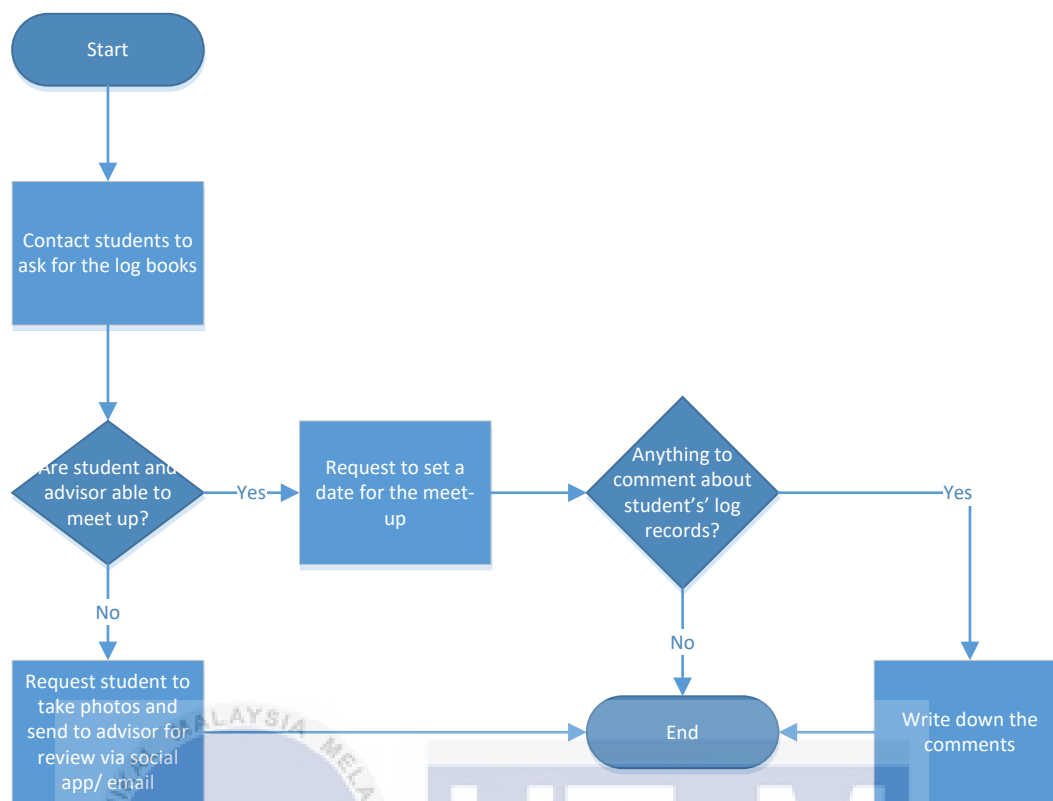 Start
Contact students to
ask for the log books
Are student and
advisor able to
meet up?
Yes
Request to set a
date for the meet-
up
Anything to
comment about
student's' log
records?
Yes
No
No
Request student to
take photos and
send to advisor for
review via social
app/ email
End
Write down the
comments
MALAYSIA